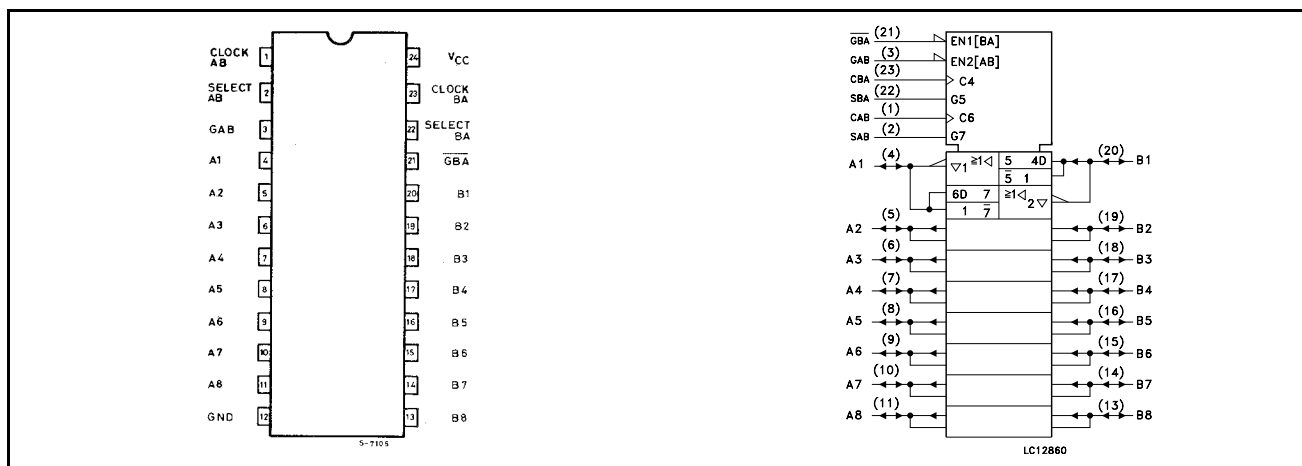 CLOCK
AB
1
24
VCC
SELECT
AB
2
23
CLOCK
BA
GAB
3
22
SELECT
BA
A1
4
21
GBA
A2
5
20
B1
A3
6
19
B2
A4
7
18
B3
A5
8
17
B4
A6
9
16
B5
A7
10
15
B6
A8
11
14
B7
GND
12
13
B8
S-7105
GBA (21) EN1[BA]
GAB (3) EN2[AB]
CBA (23) C4
SBA (22) G5
CAB (1) C6
SAB (2) G7
A1 (4) ▽1 ≥1◁ 5 4D (20) B1
5̅ 1
6D 7 ≥1◁ 2▽
1 7̅
A2 (5) (19) B2
A3 (6) (18) B3
A4 (7) (17) B4
A5 (8) (16) B5
A6 (9) (15) B6
A7 (10) (14) B7
A8 (11) (13) B8
LC12860